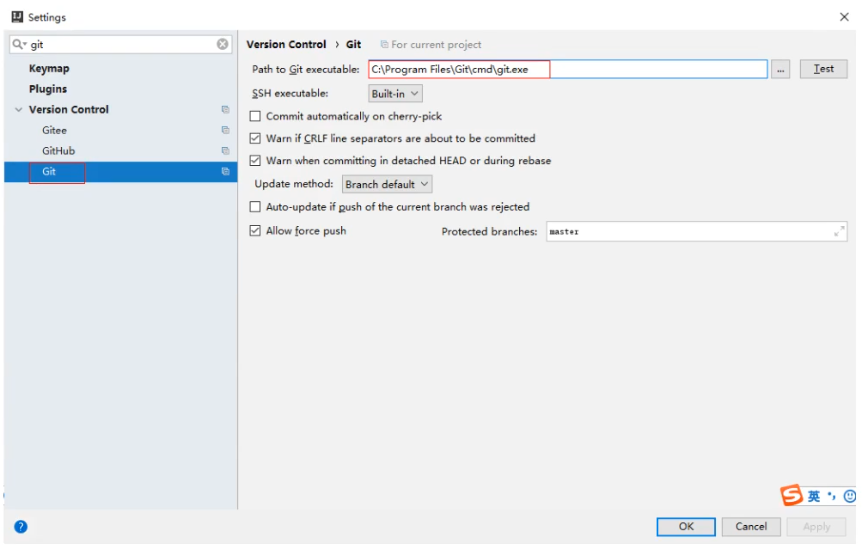 Settings
git
Keymap
Plugins
Version Control
Gitee
GitHub
Git
Version Control › Git For current project
Path to Git executable: C:\Program Files\Git\cmd\git.exe ... Test
SSH executable: Built-in
Commit automatically on cherry-pick
Warn if CRLF line separators are about to be committed
Warn when committing in detached HEAD or during rebase
Update method: Branch default
Auto-update if push of the current branch was rejected
Allow force push Protected branches: master
英
OK Cancel Apply